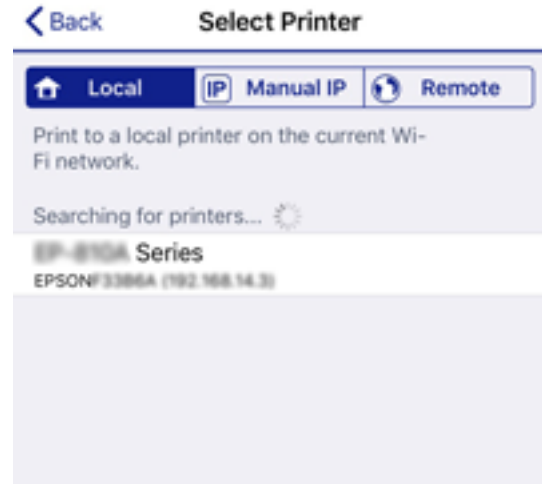 Back
Select Printer
Local
IP Manual IP
Remote
Print to a local printer on the current Wi-
Fi network.
Searching for printers...
Series
EPSON